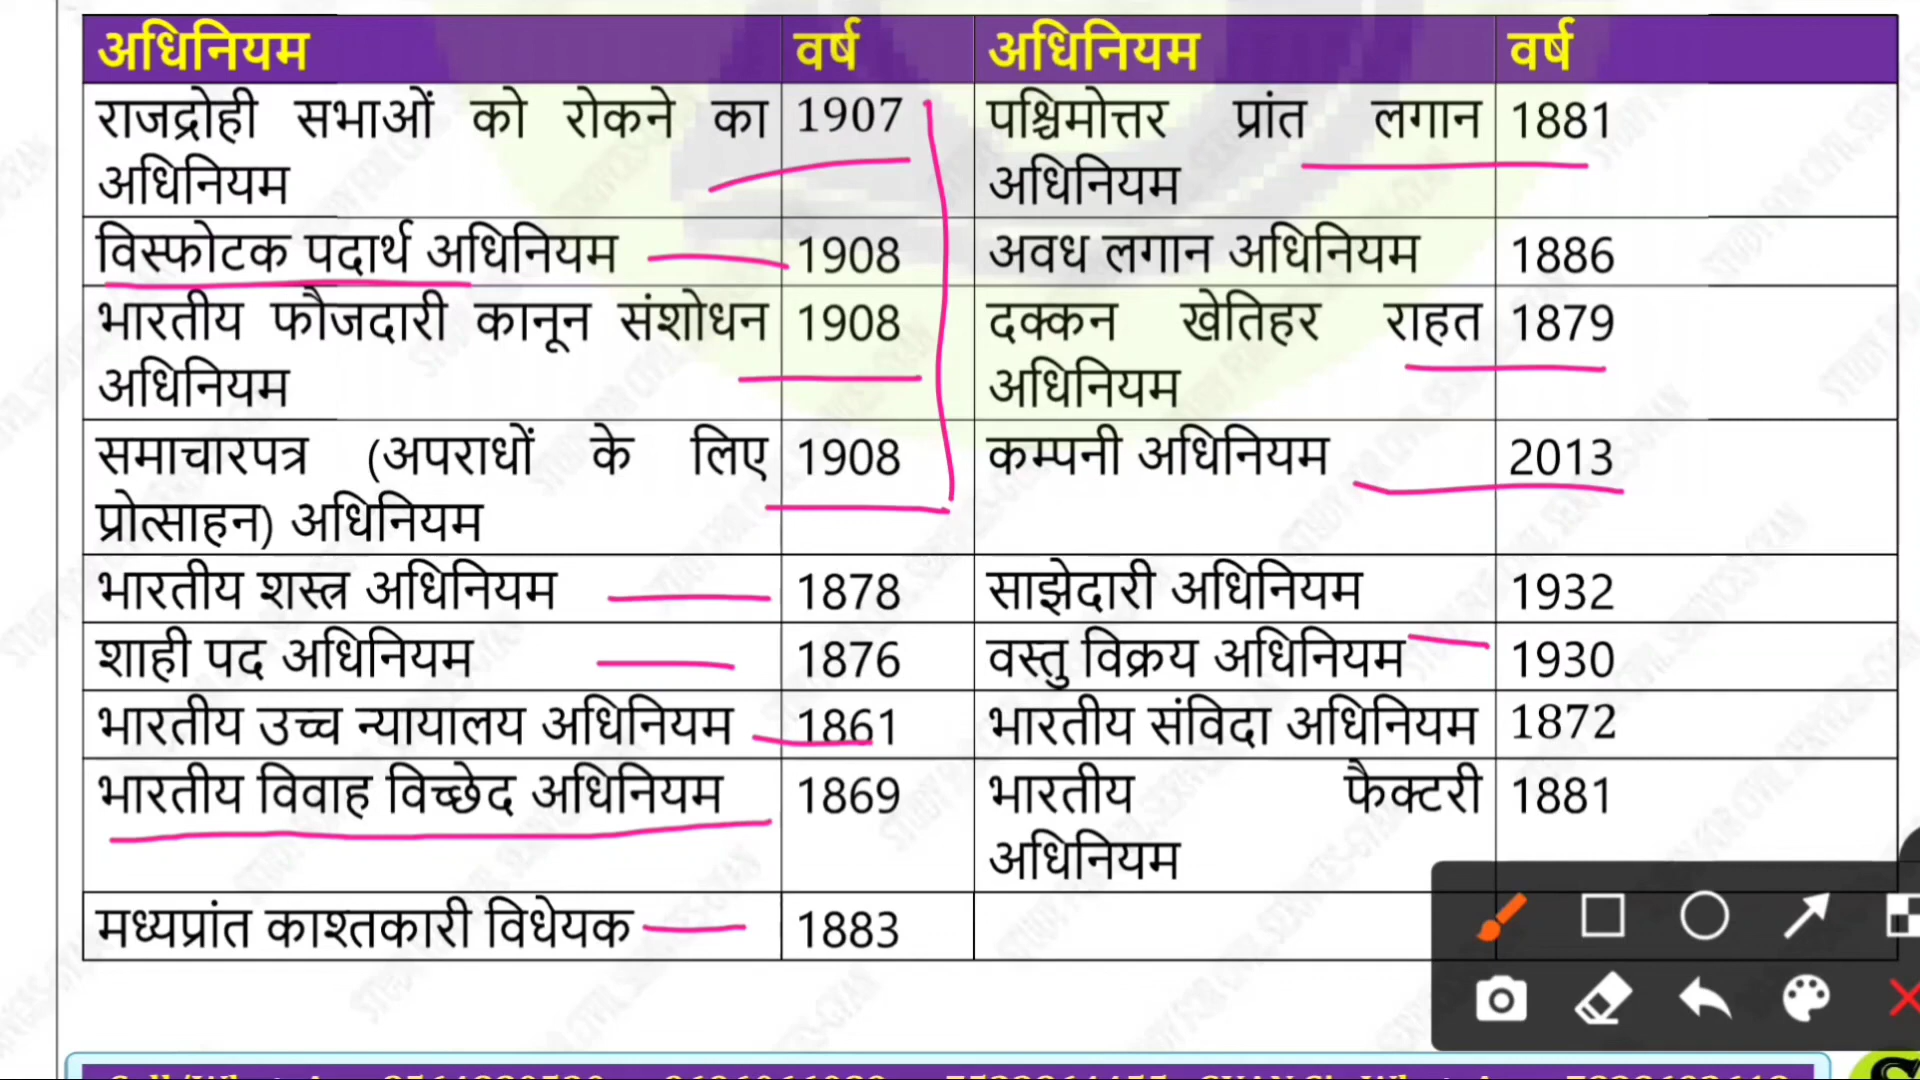 अधिनियम वर्ष अधिनियम वर्ष
राजद्रोही सभाओं को रोकने का 1907 पश्चिमोत्तर प्रांत लगान 1881
अधिनियम अधिनियम
विस्फोटक पदार्थ अधिनियम 1908 अवध लगान अधिनियम 1886
भारतीय फौजदारी कानून संशोधन 1908 दक्कन खेतिहर राहत 1879
अधिनियम अधिनियम
समाचारपत्र (अपराधों के लिए 1908 कम्पनी अधिनियम 2013
प्रोत्साहन) अधिनियम
भारतीय शस्त्र अधिनियम 1878 साझेदारी अधिनियम 1932
शाही पद अधिनियम 1876 वस्तु विक्रय अधिनियम 1930
भारतीय उच्च न्यायालय अधिनियम 1861 भारतीय संविदा अधिनियम 1872
भारतीय विवाह विच्छेद अधिनियम 1869 भारतीय फैक्टरी 1881
अधिनियम
मध्यप्रांत काश्तकारी विधेयक 1883